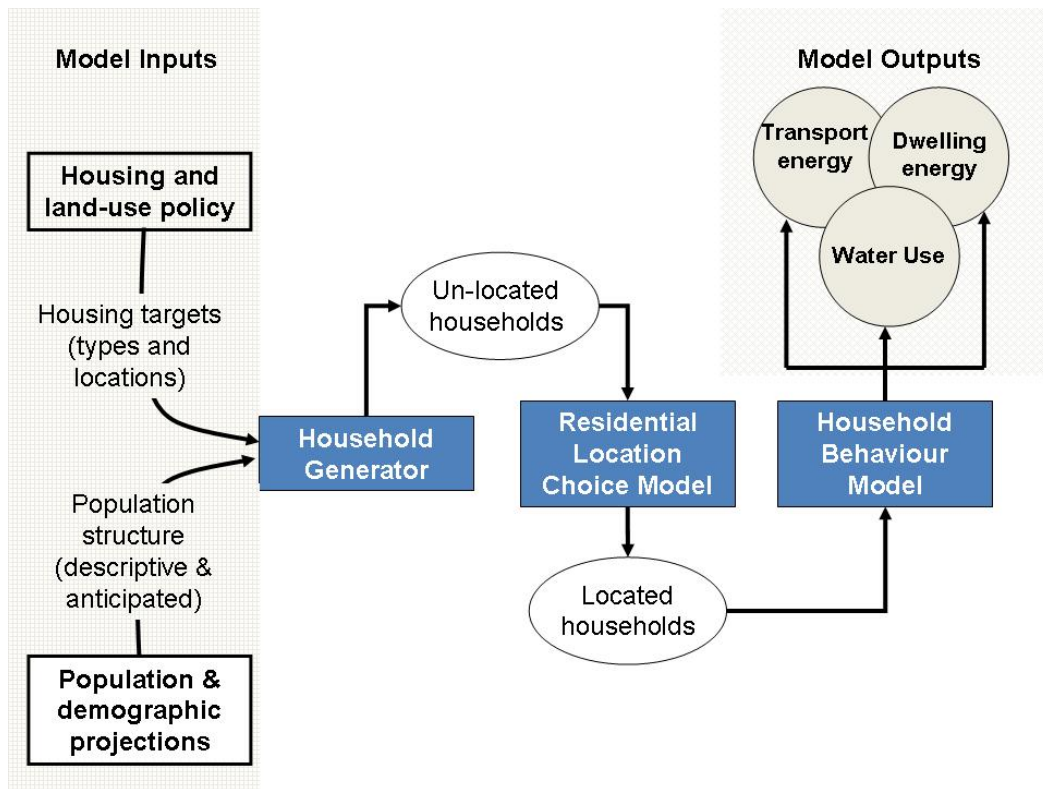 Model Inputs
Housing and
land-use policy
Housing targets
(types and
locations)
Population
structure
(descriptive &
anticipated)
Population &
demographic
projections
Household
Generator
Un-located
households
Residential
Location
Choice Model
Located
households
Household
Behaviour
Model
Model Outputs
Transport
energy
Dwelling
energy
Water Use